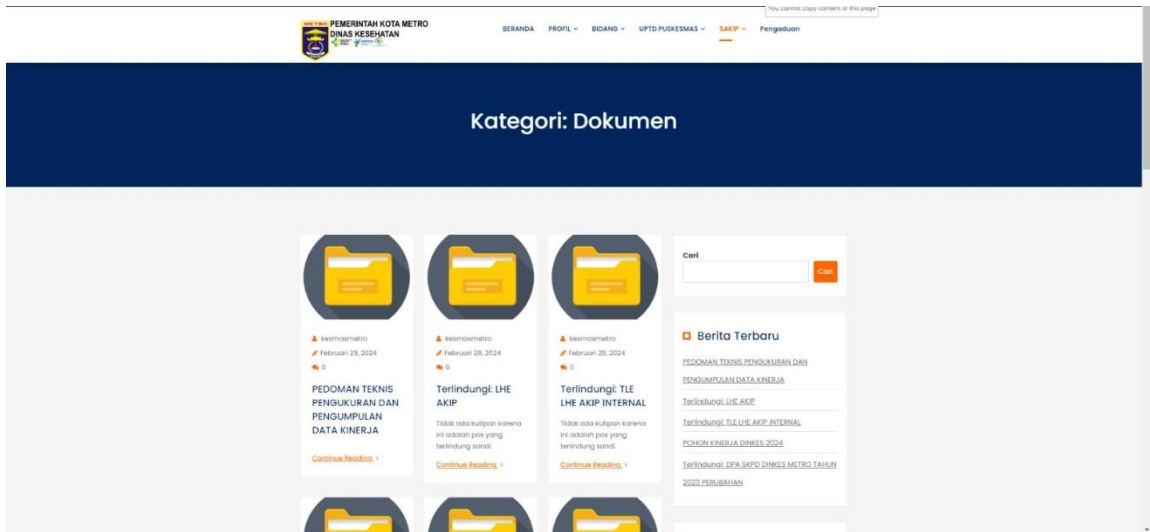 You cannot copy content of this page
METRO
PEMERINTAH KOTA METRO
DINAS KESEHATAN
BERANDA PROFIL BIDANG UPTD PUSKESMAS SAKIP Pengaduan
Kategori: Dokumen
kesmasmetro
Februari 29, 2024
0
PEDOMAN TEKNIS
PENGUKURAN DAN
PENGUMPULAN
DATA KINERJA
Continue Reading >
kesmasmetro
Februari 28, 2024
0
Terlindungi: LHE
AKIP
Tidak ada kutipan karena
ini adalah pos yang
terlindung sandi.
Continue Reading >
kesmasmetro
Februari 28, 2024
0
Terlindungi: TLE
LHE AKIP INTERNAL
Tidak ada kutipan karena
ini adalah pos yang
terlindung sandi.
Continue Reading >
Cari
Cari
Berita Terbaru
PEDOMAN TEKNIS PENGUKURAN DAN
PENGUMPULAN DATA KINERJA
Terlindungi: LHE AKIP
Terlindungi: TLE LHE AKIP INTERNAL
POHON KINERJA DINKES 2024
Terlindungi: DPA SKPD DINKES METRO TAHUN
2023 PERUBAHAN